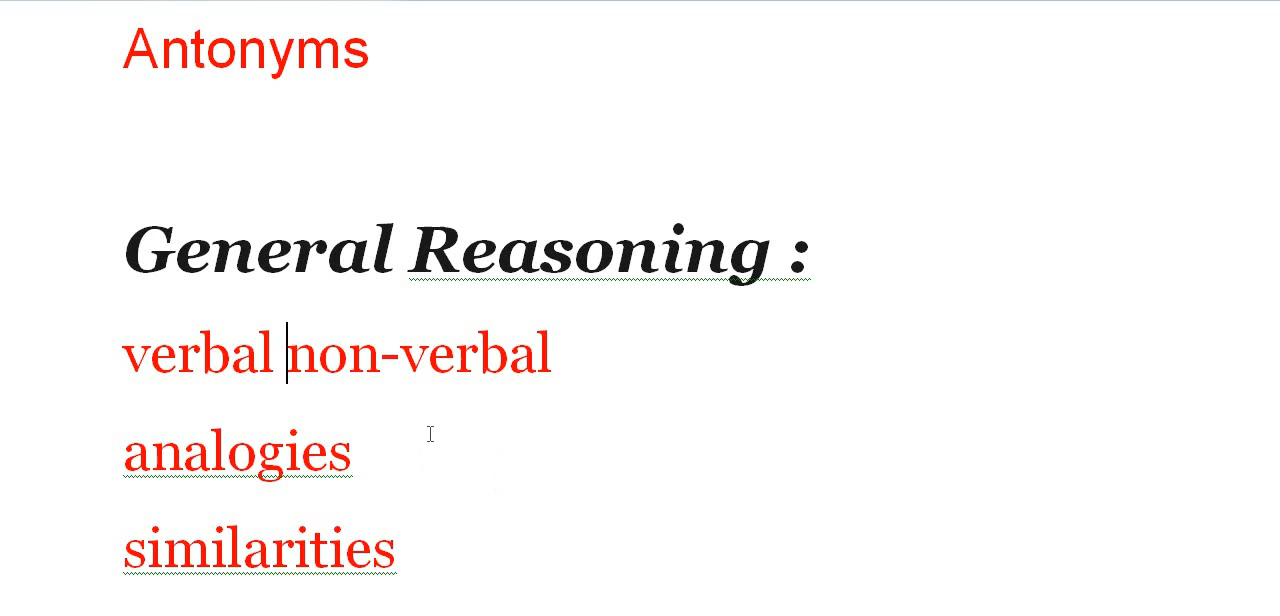 Antonyms
General Reasoning :
verbal non-verbal
analogies
similarities